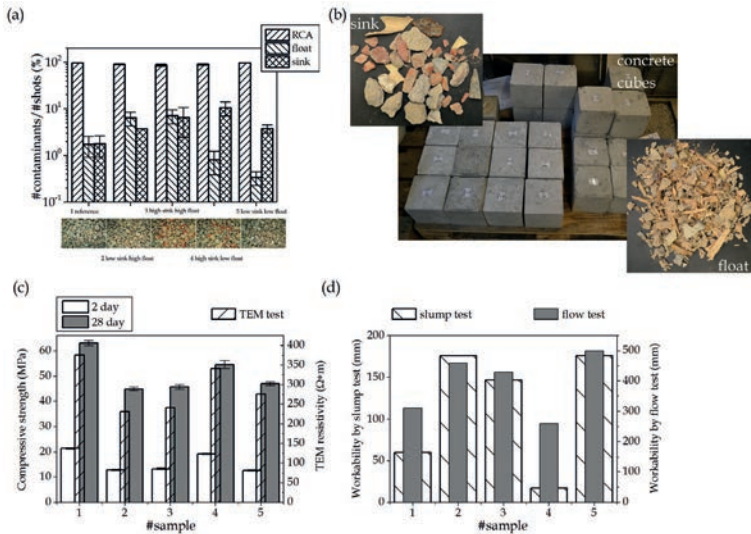 (a)
RCA
float
sink
#contaminants/#shots (%)
10²
10¹
10⁰
10⁻¹
1 reference
3 high sink high float
5 low sink low float
2 low sink high float
4 high sink low float
(b)
sink
concrete
cubes
float
(c)
2 day
28 day
TEM test
Compressive strength (MPa)
60
50
40
30
20
10
0
400
350
300
250
200
150
100
50
0
TEM resistivity (Ω*m)
1
2
3
4
5
#sample
(d)
slump test
flow test
Workability by slump test (mm)
200
150
100
50
0
500
400
300
200
100
0
Workability by flow test (mm)
1
2
3
4
5
#sample